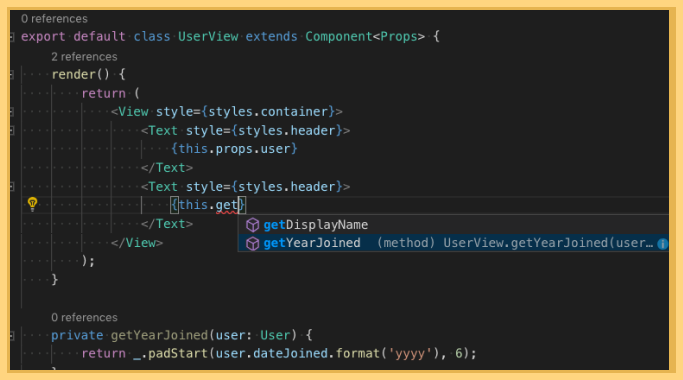 0 references
export default class UserView extends Component<Props> {
2 references
render() {
return (
<View style={styles.container}>
<Text style={styles.header}>
{this.props.user}
</Text>
<Text style={styles.header}>
{this.get}
getDisplayName
</Text>
getYearJoined (method) UserView.getYearJoined(user…
</View>
);
}
0 references
private getYearJoined(user: User) {
return _.padStart(user.dateJoined.format('yyyy'), 6);